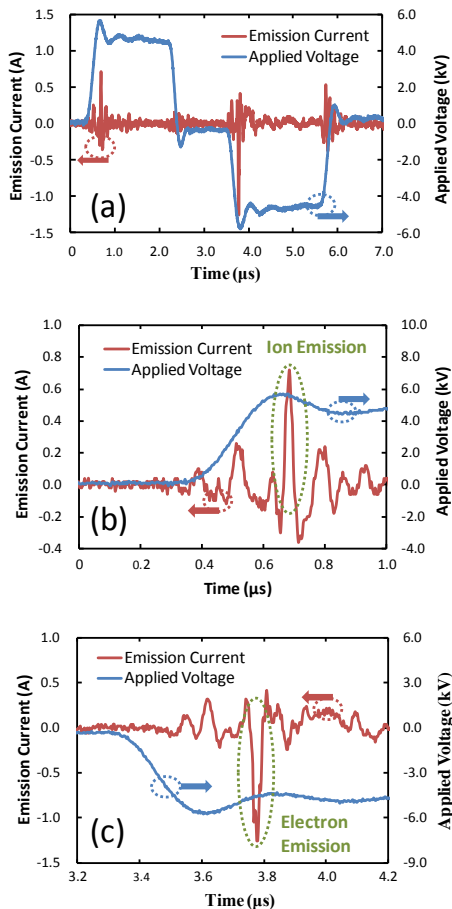 1.5
1.0
0.5
0.0
-0.5
-1.0
-1.5
Emission Current (A)
Emission Current
Applied Voltage
6.0
4.0
2.0
0.0
-2.0
-4.0
-6.0
Applied Voltage (kV)
(a)
0 1.0 2.0 3.0 4.0 5.0 6.0 7.0
Time (μs)
1.0
0.8
0.6
0.4
0.2
0.0
-0.2
-0.4
Emission Current (A)
Emission Current
Applied Voltage
Ion Emission
10.0
8.0
6.0
4.0
2.0
0.0
-2.0
-4.0
Applied Voltage (kV)
(b)
0 0.2 0.4 0.6 0.8 1.0
Time (μs)
1.0
0.5
0.0
-0.5
-1.0
-1.5
Emission Current (A)
Emission Current
Applied Voltage
6.0
3.0
0.0
-3.0
-6.0
-9.0
Applied Voltage (kV)
Electron
Emission
(c)
3.2 3.4 3.6 3.8 4.0 4.2
Time (μs)